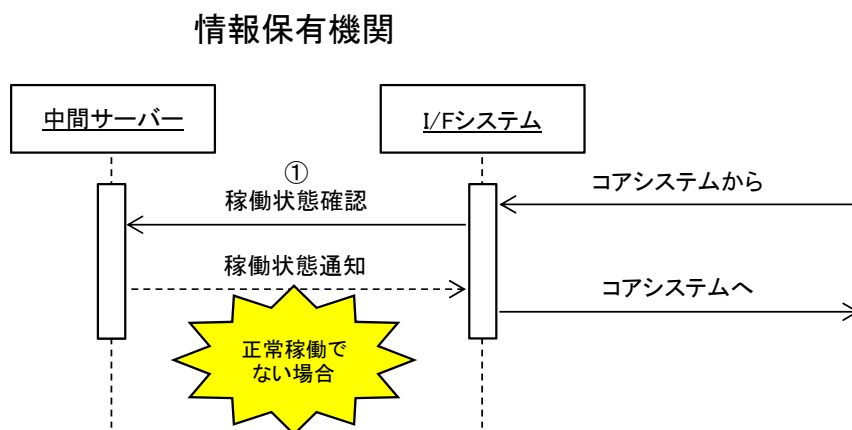 情報保有機関
中間サーバー
I/Fシステム
①
稼働状態確認
コアシステムから
稼働状態通知
コアシステムへ
正常稼働で
ない場合